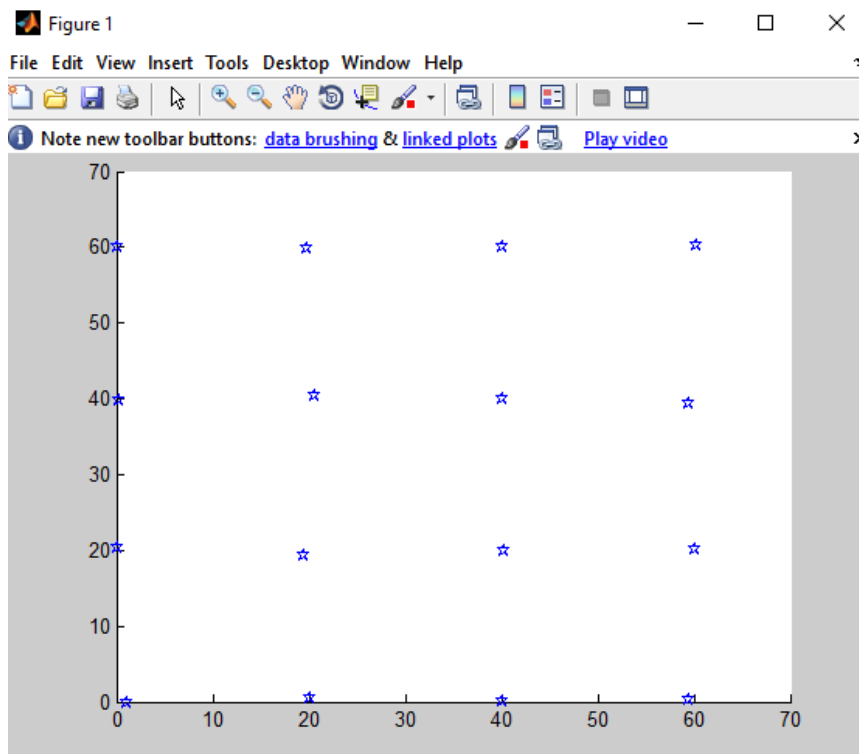 Figure 1
File Edit View Insert Tools Desktop Window Help
Note new toolbar buttons: data brushing & linked plots Play video
70
60
50
40
30
20
10
0
0 10 20 30 40 50 60 70